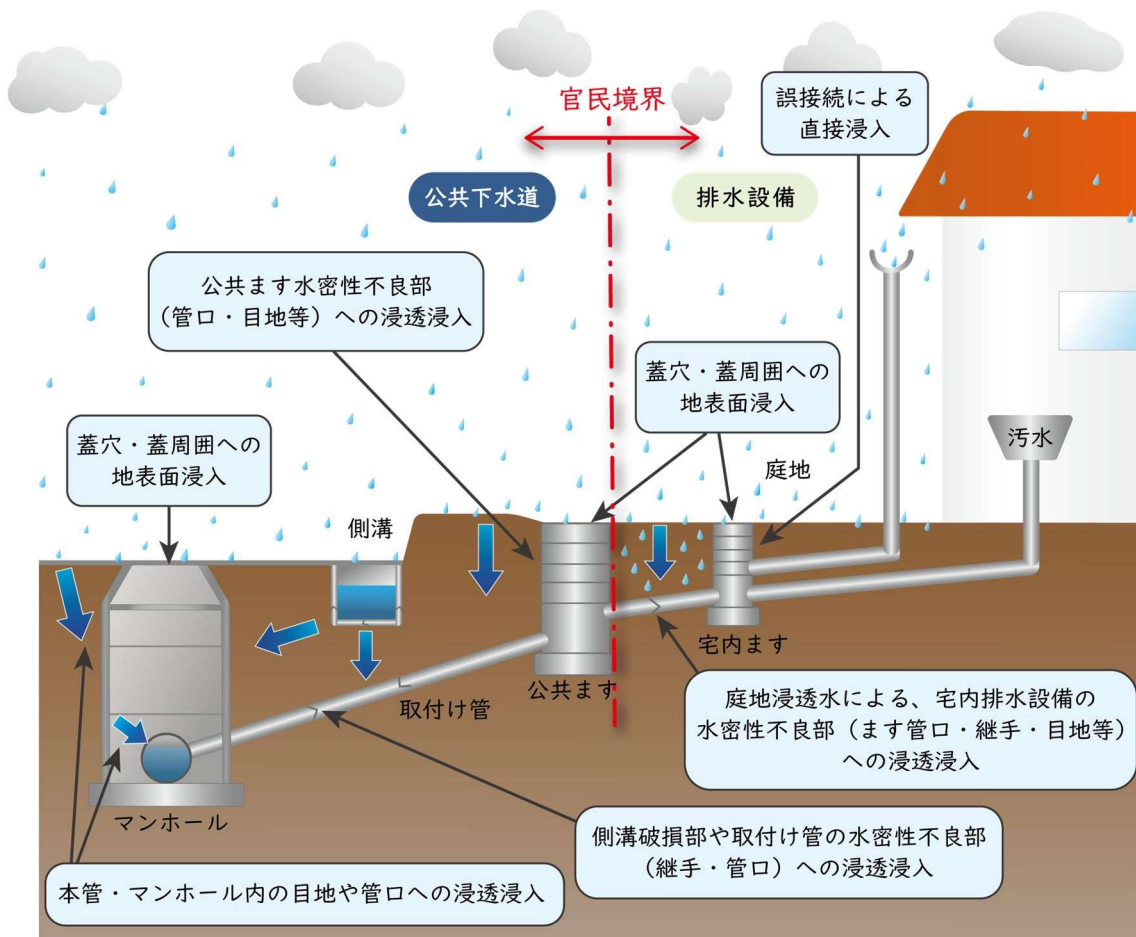 官民境界
誤接続による
直接浸入
公共下水道
排水設備
公共ます水密性不良部
（管口・目地等）への浸透浸入
蓋穴・蓋周囲への
地表面浸入
蓋穴・蓋周囲への
地表面浸入
汚水
庭地
側溝
宅内ます
公共ます
取付け管
庭地浸透水による、宅内排水設備の
水密性不良部（ます管口・継手・目地等）
への浸透浸入
マンホール
側溝破損部や取付け管の水密性不良部
（継手・管口）への浸透浸入
本管・マンホール内の目地や管口への浸透浸入